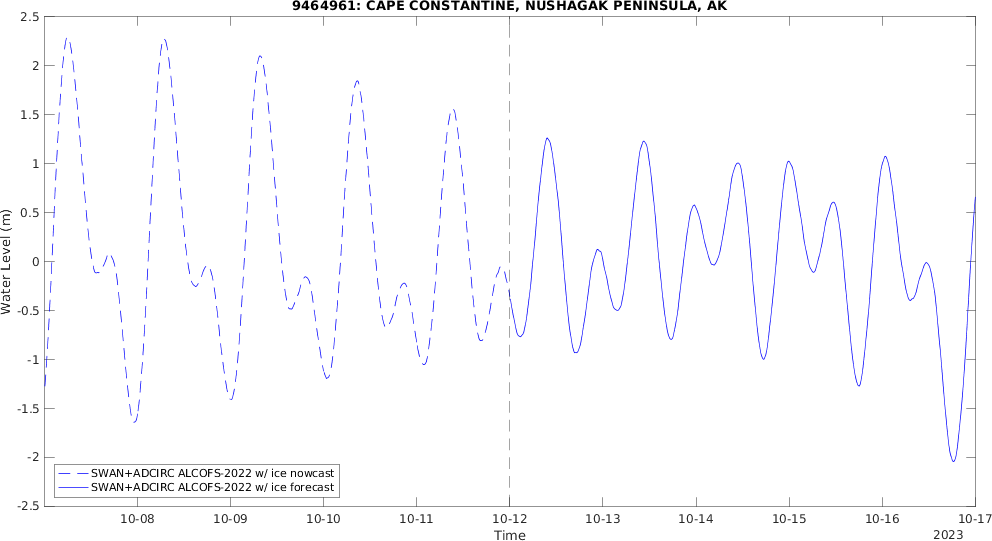 9464961: CAPE CONSTANTINE, NUSHAGAK PENINSULA, AK
2.5
2
1.5
1
0.5
0
-0.5
-1
-1.5
-2
-2.5
Water Level (m)
SWAN+ADCIRC ALCOFS-2022 w/ ice nowcast
SWAN+ADCIRC ALCOFS-2022 w/ ice forecast
10-08 10-09 10-10 10-11 10-12 10-13 10-14 10-15 10-16 10-17
Time
2023